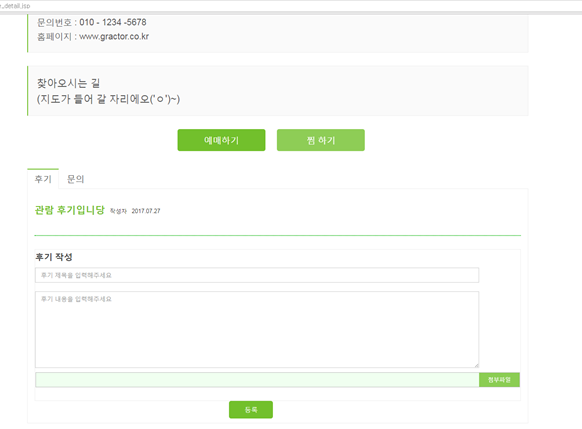 _detail.jsp
문의번호 : 010 - 1234 -5678
홈페이지 : www.gractor.co.kr
찾아오시는 길
(지도가 들어 갈 자리에요('ㅇ')~)
예매하기 찜 하기
후기 문의
관람 후기입니당 작성자 2017.07.27
후기 작성
후기 제목을 입력해주세요
후기 내용을 입력해주세요
첨부파일
등록